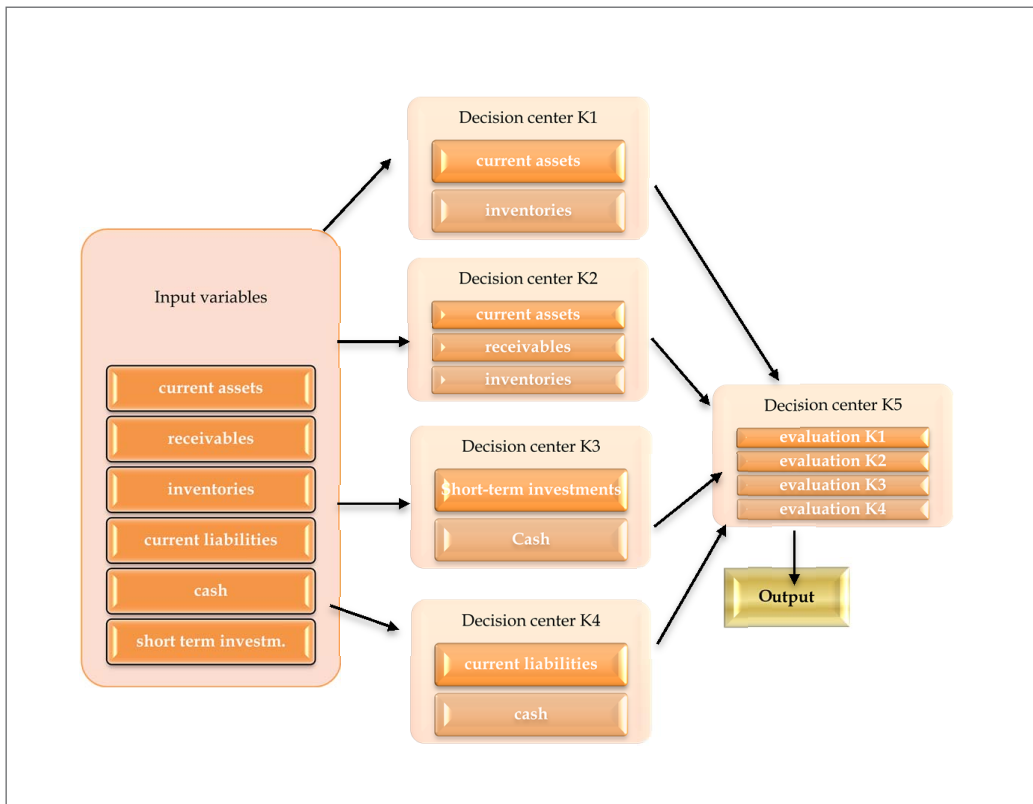 Input variables
current assets
receivables
inventories
current liabilities
cash
short term investm.
Decision center K1
current assets
inventories
Decision center K2
current assets
receivables
inventories
Decision center K3
Short-term investments
Cash
Decision center K4
current liabilities
cash
Decision center K5
evaluation K1
evaluation K2
evaluation K3
evaluation K4
Output